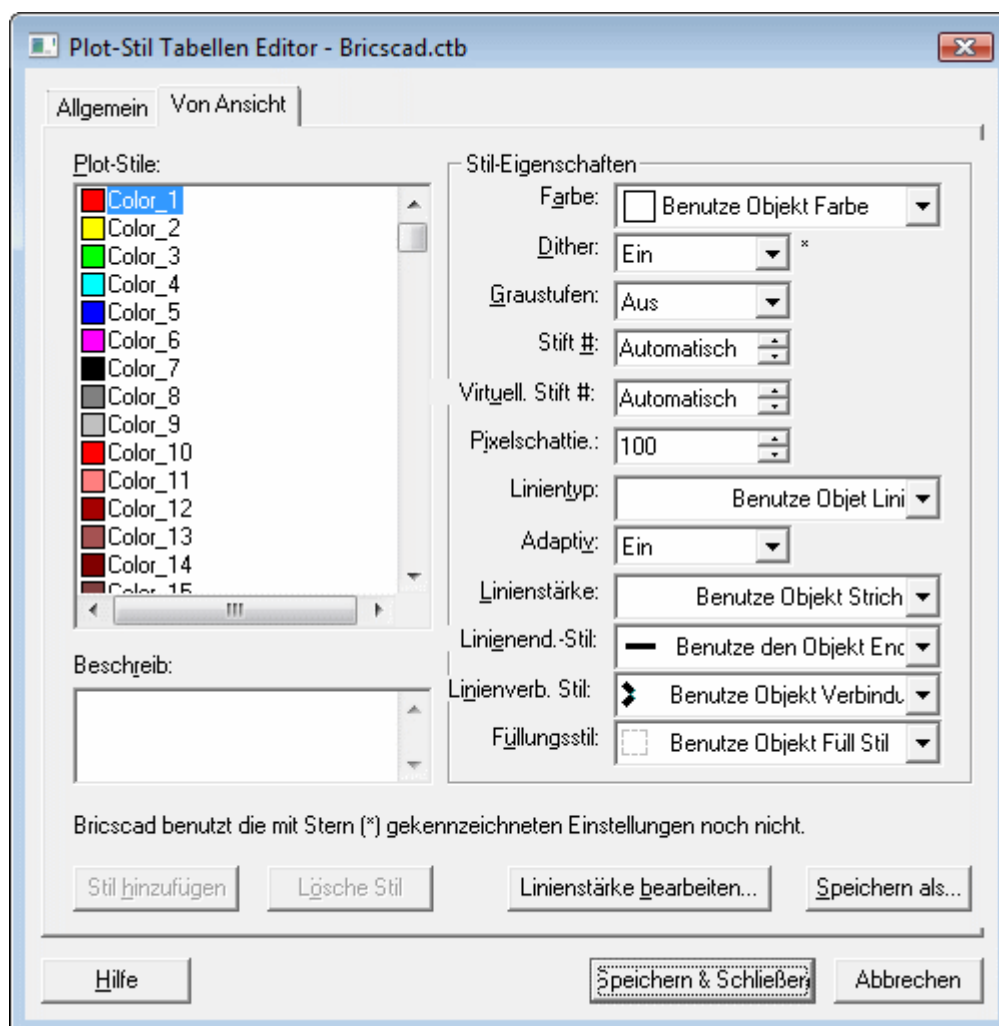 Plot-Stil Tabellen Editor - Bricscad.ctb
Allgemein
Von Ansicht
Plot-Stile:
Color_1
Color_2
Color_3
Color_4
Color_5
Color_6
Color_7
Color_8
Color_9
Color_10
Color_11
Color_12
Color_13
Color_14
Color_15
Beschreib:
Stil-Eigenschaften
Farbe: Benutze Objekt Farbe
Dither: Ein *
Graustufen: Aus
Stift #: Automatisch
Virtuell. Stift #: Automatisch
Pixelschattie.: 100
Linientyp: Benutze Objet Lini
Adaptiv: Ein
Linienstärke: Benutze Objekt Strich
Linienend.-Stil: Benutze den Objekt End
Linienverb. Stil: Benutze Objekt Verbindu
Füllungsstil: Benutze Objekt Füll Stil
Bricscad benutzt die mit Stern (*) gekennzeichneten Einstellungen noch nicht.
Stil hinzufügen
Lösche Stil
Linienstärke bearbeiten...
Speichern als...
Hilfe
Speichern & Schließen
Abbrechen